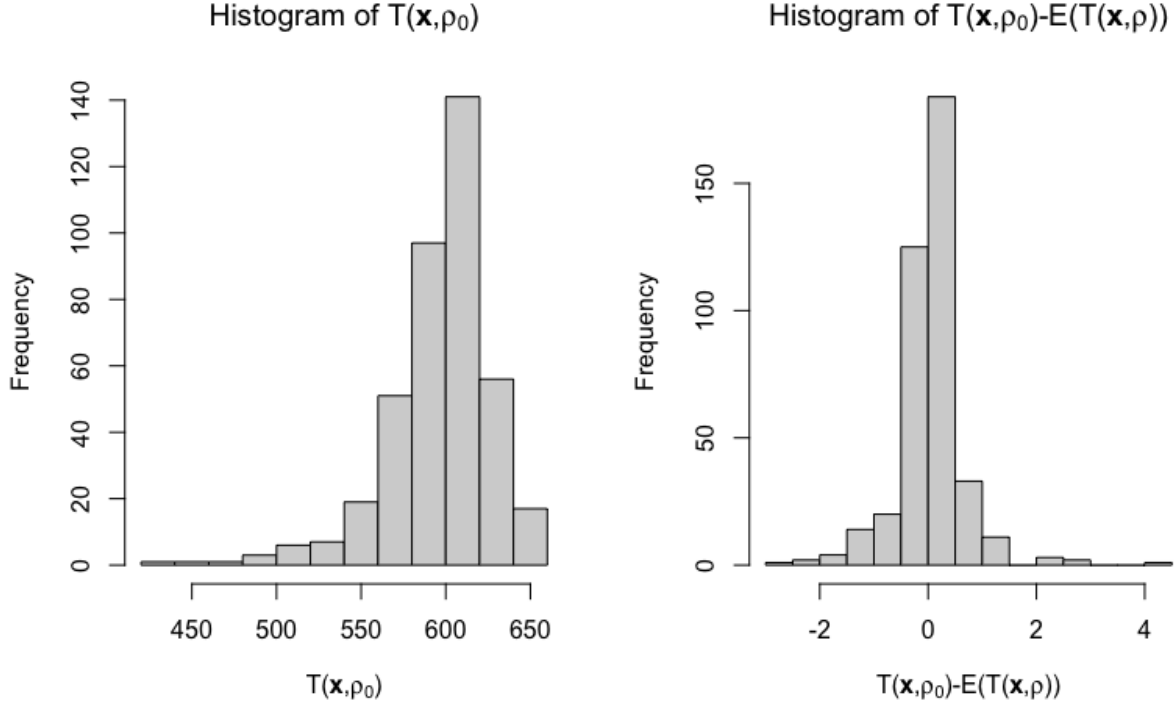 Histogram of T(x,ρ₀)
Frequency
0 20 40 60 80 100 120 140
450 500 550 600 650
T(x,ρ₀)
Histogram of T(x,ρ₀)-E(T(x,ρ))
Frequency
0 50 100 150
-2 0 2 4
T(x,ρ₀)-E(T(x,ρ))